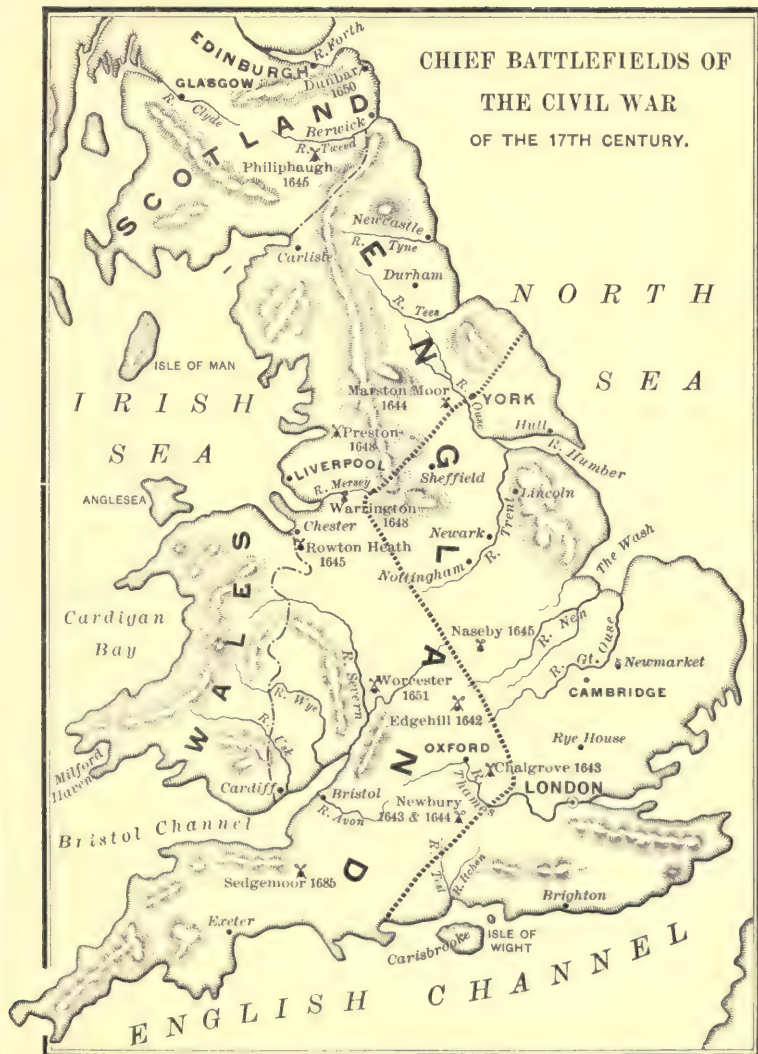 CHIEF BATTLEFIELDS OF
THE CIVIL WAR
OF THE 17TH CENTURY.
EDINBURGH
R. Forth
GLASGOW
Dunbar
1650
R. Clyde
Berwick
R. Tweed
SCOTLAND
Philiphaugh
1645
Newcastle
R. Tyne
Carlisle
Durham
R. Tees
NORTH
SEA
ISLE OF MAN
IRISH
SEA
Marston Moor
1644
R. Ouse
YORK
Hull
R. Humber
Preston
1648
LIVERPOOL
Sheffield
R. Mersey
ANGLESEA
Warrington
1648
Lincoln
Chester
Rowton Heath
1645
Newark
R. Trent
Nottingham
The Wash
ENGLAND
WALES
Cardigan
Bay
Naseby 1645
R. Nen
R. Gt. Ouse
Newmarket
CAMBRIDGE
R. Severn
Worcester
1651
R. Wye
Edgehill 1642
R. Usk
Rye House
OXFORD
Chalgrove 1643
R. Thames
LONDON
Milford
Haven
Cardiff
Bristol
R. Avon
Newbury
1643 & 1644
Bristol Channel
R. Test
R. Itchen
Sedgemoor 1685
Exeter
Brighton
Carisbrooke
ISLE OF
WIGHT
ENGLISH CHANNEL